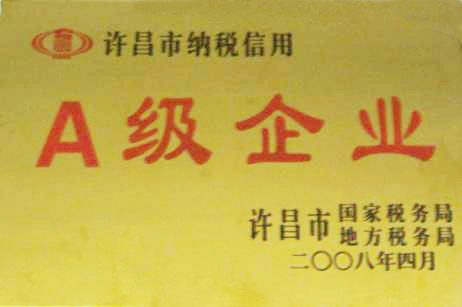 许昌市纳税信用
A级企业
许昌市国家税务局
地方税务局
二〇〇八年四月